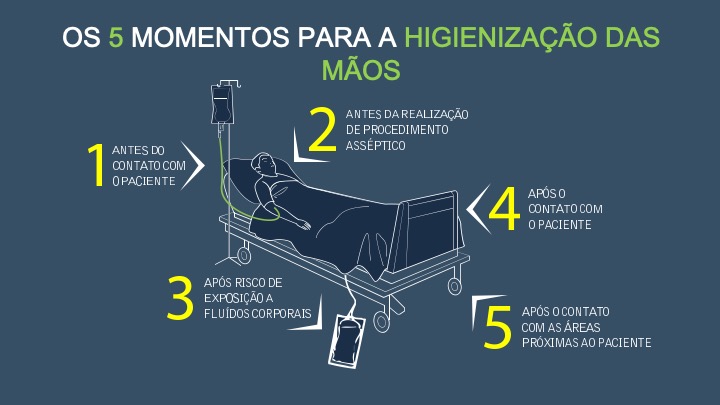 OS 5 MOMENTOS PARA A HIGIENIZAÇÃO DAS
MÃOS
1
ANTES DO
CONTATO COM
O PACIENTE
2
ANTES DA REALIZAÇÃO
DE PROCEDIMENTO
ASSÉPTICO
3
APÓS RISCO DE
EXPOSIÇÃO A
FLUÍDOS CORPORAIS
4
APÓS O
CONTATO COM
O PACIENTE
5
APÓS O CONTATO
COM AS ÁREAS
PRÓXIMAS AO PACIENTE